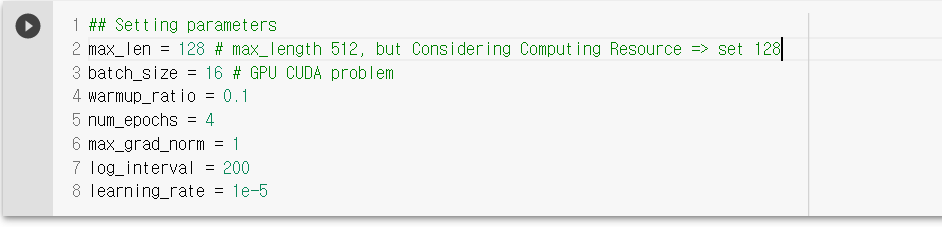 1 ## Setting parameters
2 max_len = 128 # max_length 512, but Considering Computing Resource => set 128
3 batch_size = 16 # GPU CUDA problem
4 warmup_ratio = 0.1
5 num_epochs = 4
6 max_grad_norm = 1
7 log_interval = 200
8 learning_rate = 1e-5